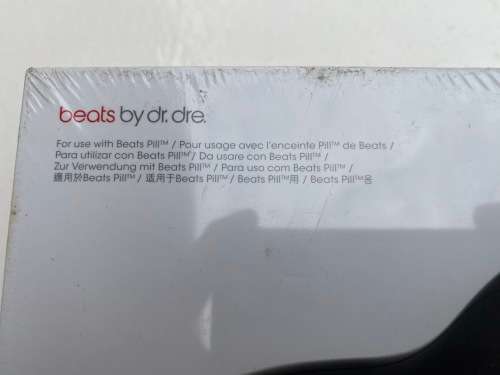 beats by dr. dre.
For use with Beats Pill™ / Pour usage avec l'enceinte Pill™ de Beats /
Para utilizar con Beats Pill™ / Da usare con Beats Pill™ /
Zur Verwendung mit Beats Pill™ / Para uso com Beats Pill™ /
適用於Beats Pill™ / 适用于Beats Pill™ / Beats Pill™用 / Beats Pill™용